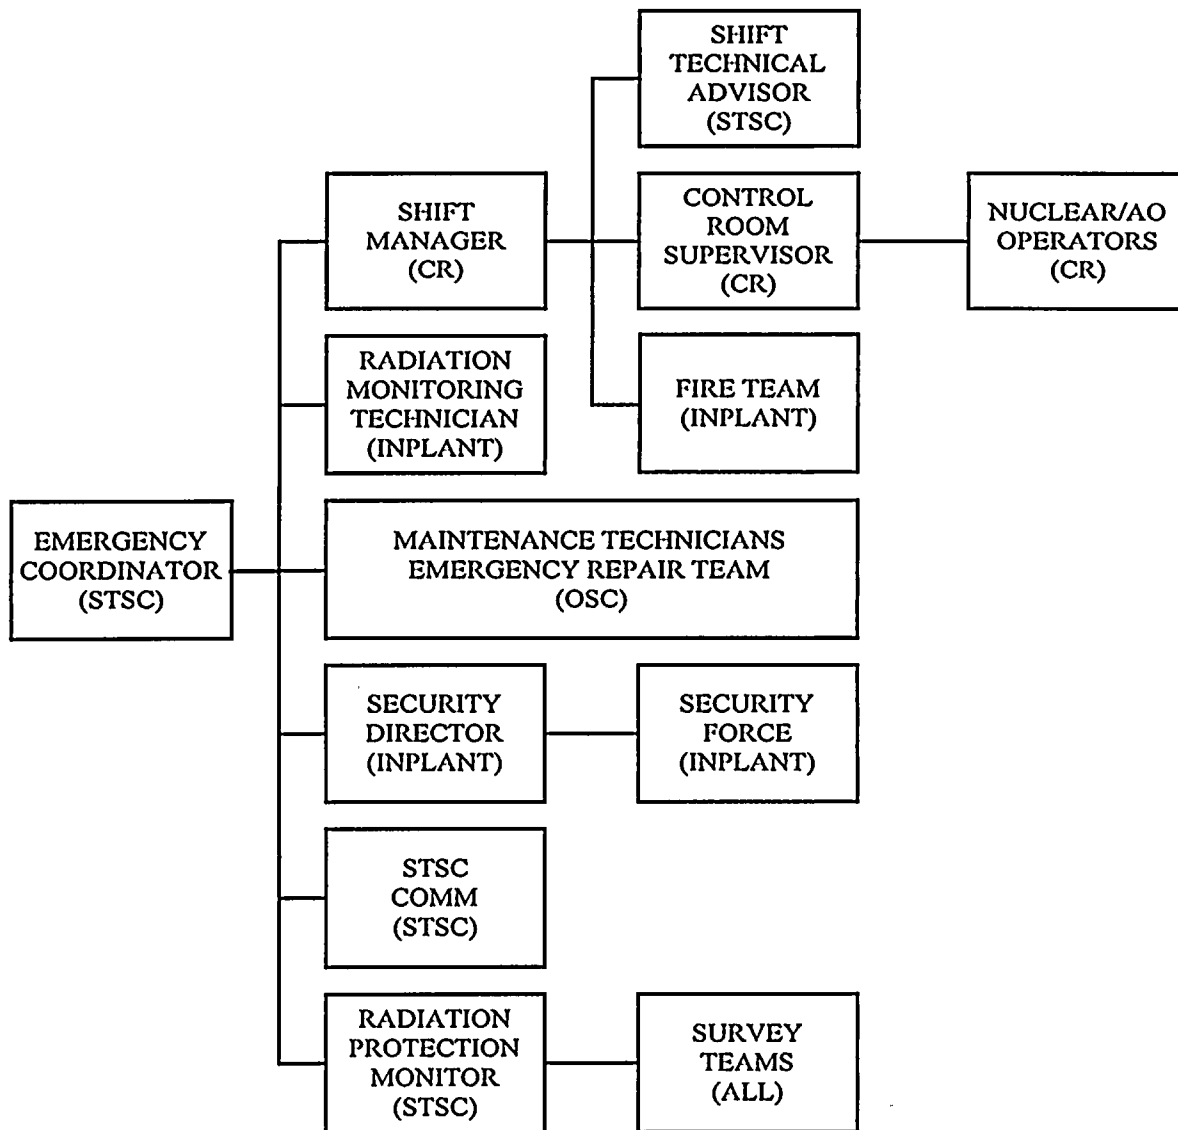 SHIFT
TECHNICAL
ADVISOR
(STSC)
SHIFT
MANAGER
(CR)
CONTROL
ROOM
SUPERVISOR
(CR)
NUCLEAR/AO
OPERATORS
(CR)
RADIATION
MONITORING
TECHNICIAN
(INPLANT)
FIRE TEAM
(INPLANT)
EMERGENCY
COORDINATOR
(STSC)
MAINTENANCE TECHNICIANS
EMERGENCY REPAIR TEAM
(OSC)
SECURITY
DIRECTOR
(INPLANT)
SECURITY
FORCE
(INPLANT)
STSC
COMM
(STSC)
RADIATION
PROTECTION
MONITOR
(STSC)
SURVEY
TEAMS
(ALL)